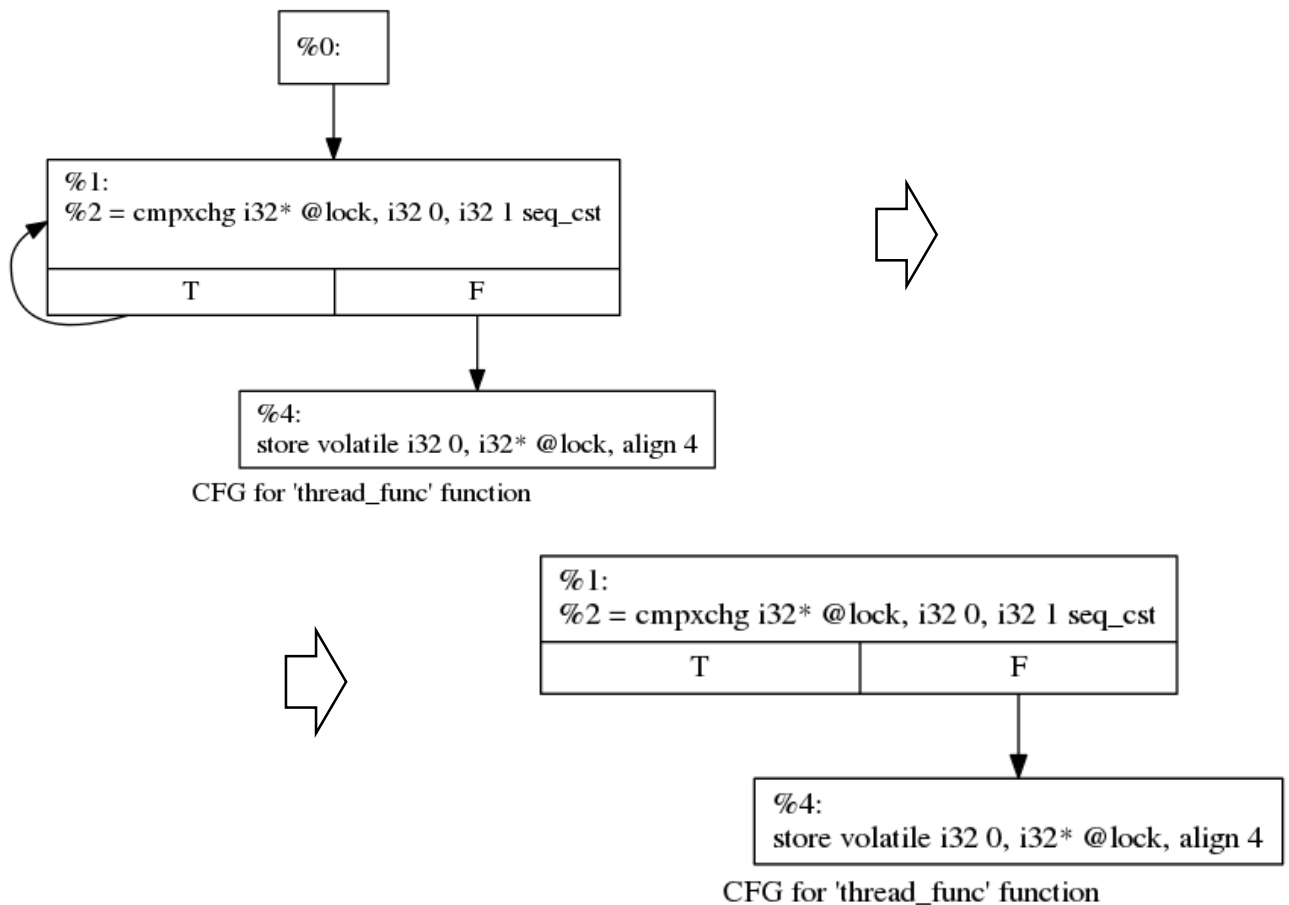 %0:
%1:
%2 = cmpxchg i32* @lock, i32 0, i32 1 seq_cst
T F
%4:
store volatile i32 0, i32* @lock, align 4
CFG for 'thread_func' function
%1:
%2 = cmpxchg i32* @lock, i32 0, i32 1 seq_cst
T F
%4:
store volatile i32 0, i32* @lock, align 4
CFG for 'thread_func' function